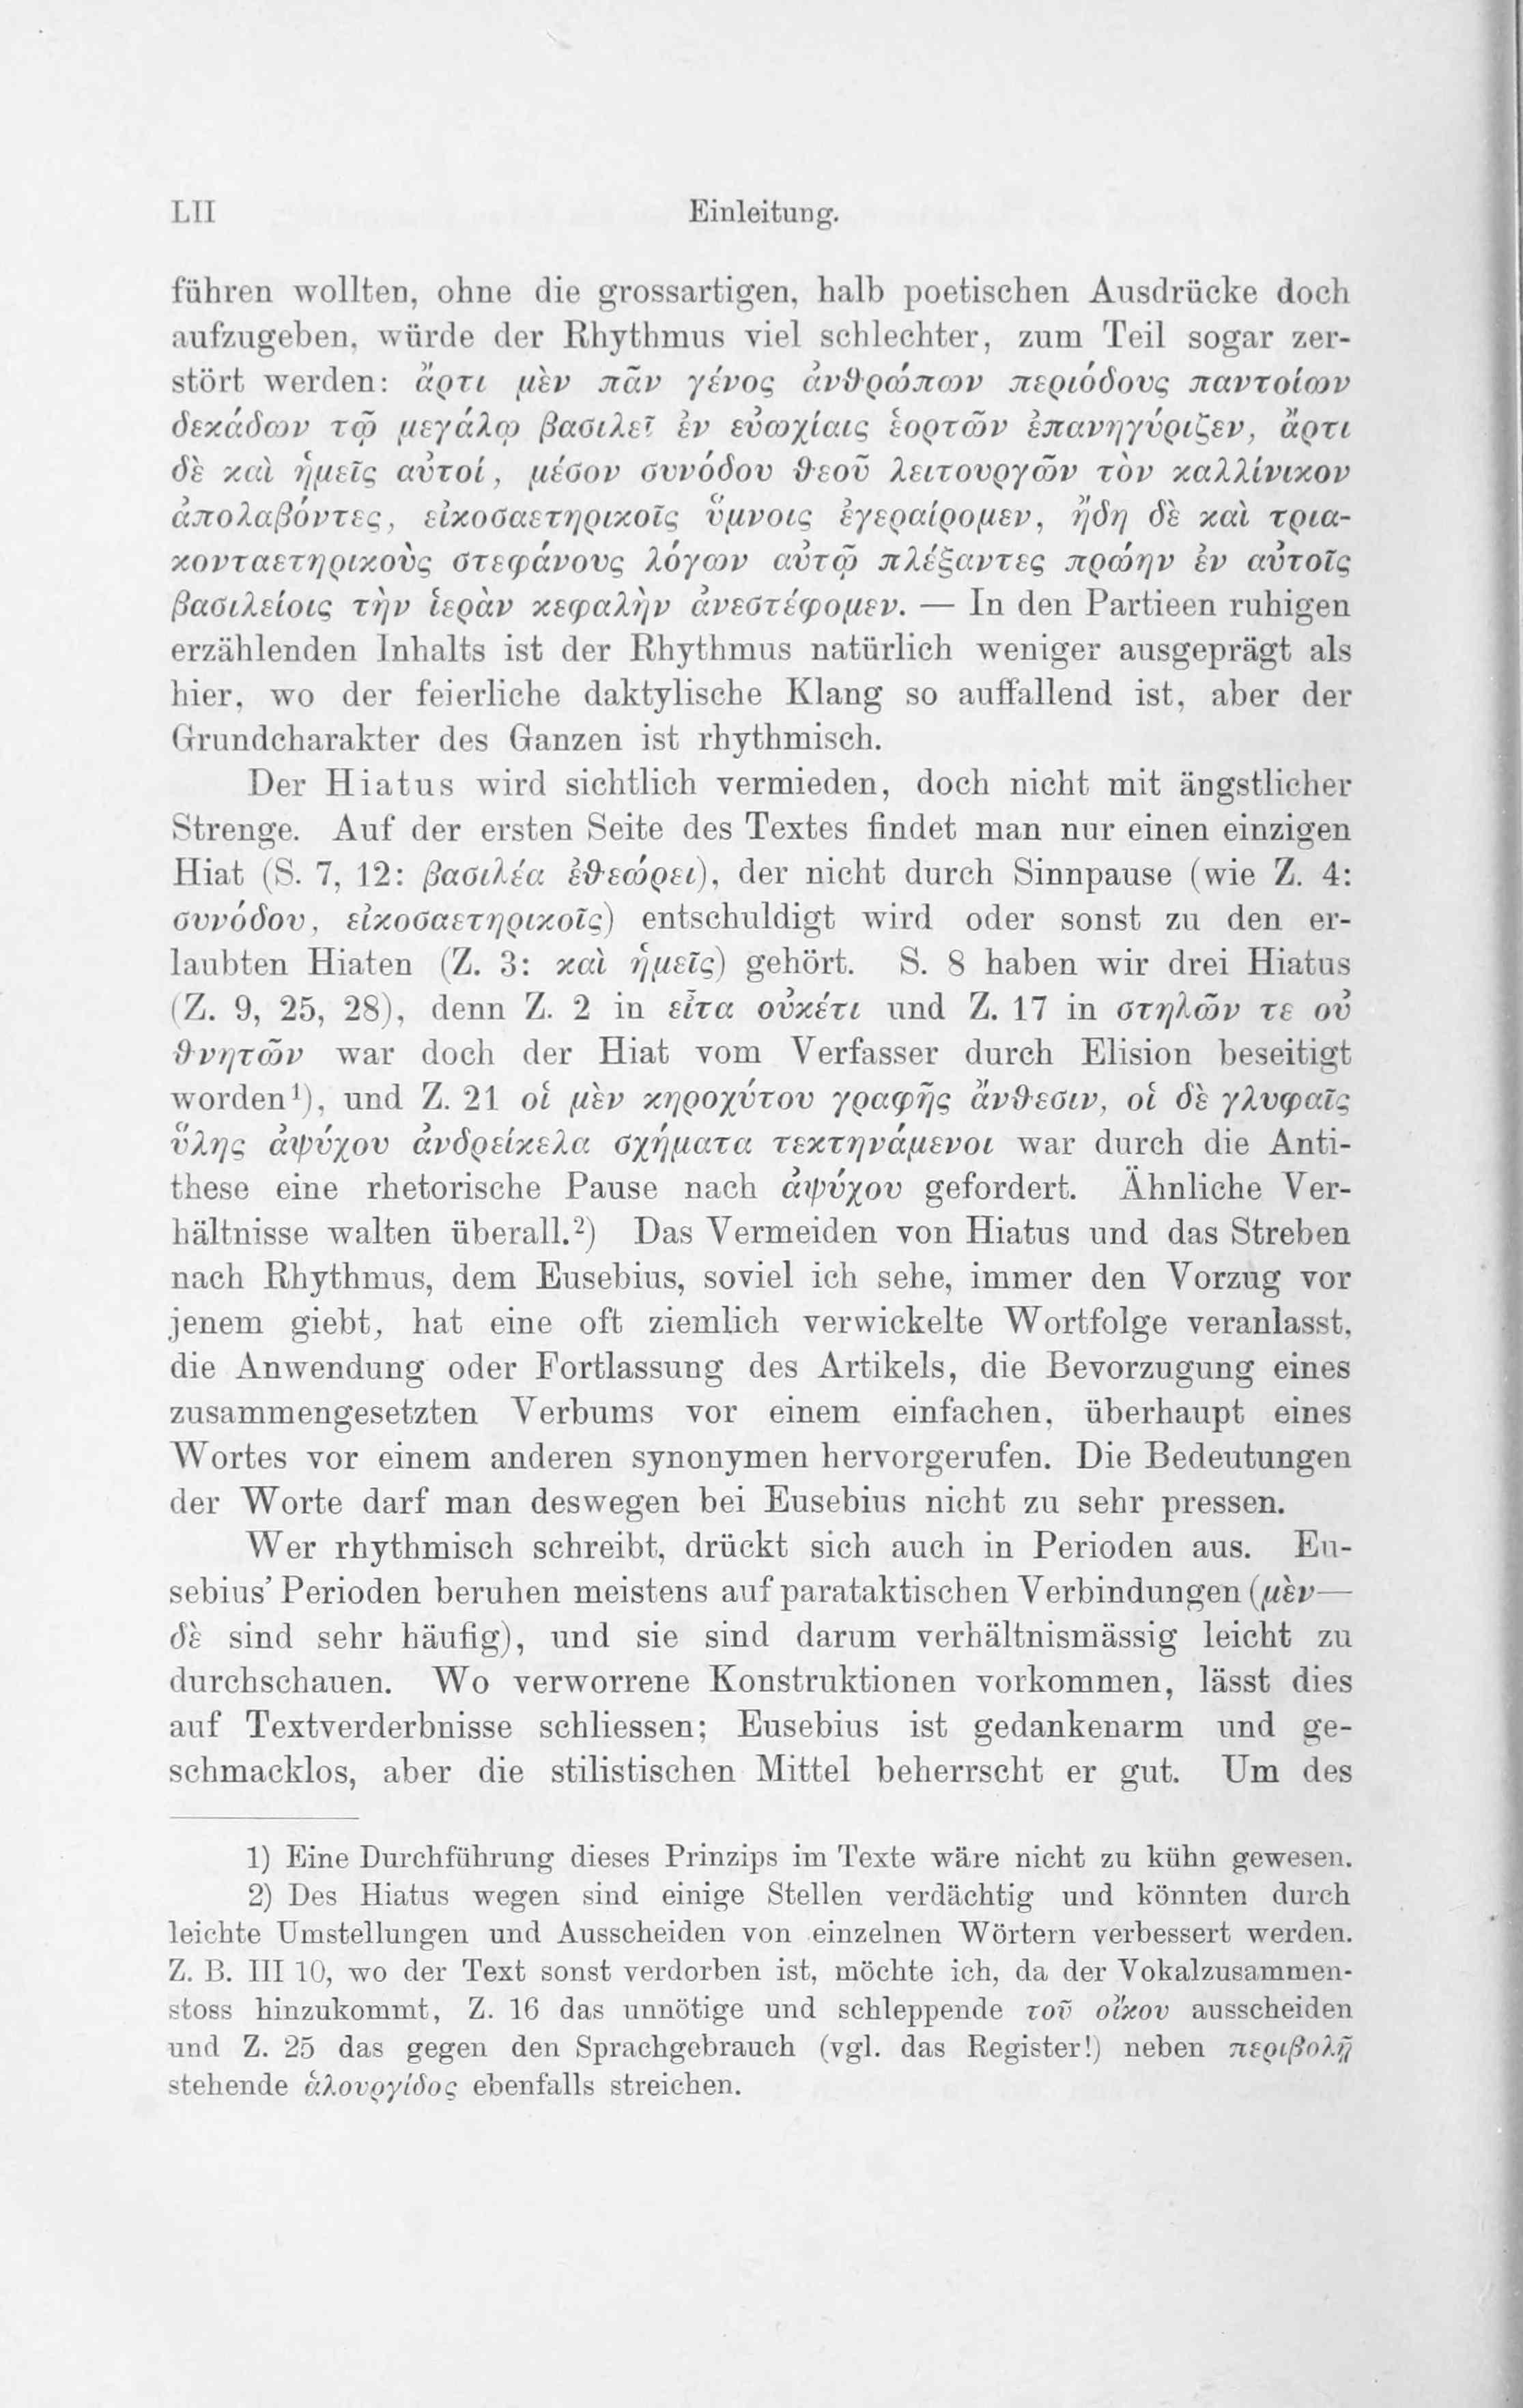 LII Einleitung.
führen wollten, ohne die grossartigen, halb poetischen Ausdrücke doch
aufzugeben, würde der Rhythmus viel schlechter, zum Teil sogar zer-
stört werden: ἄρτι μὲν πᾶν γένος ἀνθρώπων περιόδους παντοίων
δεκάδων τῷ μεγάλῳ βασιλεῖ ἐν εὐωχίαις ἑορτῶν ἐπανηγύριζεν, ἄρτι
δὲ καὶ ἡμεῖς αὐτοί, μέσον συνόδου θεοῦ λειτουργῶν τὸν καλλίνικον
ἀπολαβόντες, εἰκοσαετηρικοῖς ὕμνοις ἐγεραίρομεν, ἤδη δὲ καὶ τρια-
κονταετηρικοὺς στεφάνους λόγων αὐτῷ πλέξαντες πρώην ἐν αὐτοῖς
βασιλείοις τὴν ἱερὰν κεφαλὴν ἀνεστέφομεν. — In den Partieen ruhigen
erzählenden Inhalts ist der Rhythmus natürlich weniger ausgeprägt als
hier, wo der feierliche daktylische Klang so auffallend ist, aber der
Grundcharakter des Ganzen ist rhythmisch.
Der Hiatus wird sichtlich vermieden, doch nicht mit ängstlicher
Strenge. Auf der ersten Seite des Textes findet man nur einen einzigen
Hiat (S. 7, 12: βασιλέα ἐθεώρει), der nicht durch Sinnpause (wie Z. 4:
συνόδου, εἰκοσαετηρικοῖς) entschuldigt wird oder sonst zu den er-
laubten Hiaten (Z. 3: καὶ ἡμεῖς) gehört. S. 8 haben wir drei Hiatus
(Z. 9, 25, 28), denn Z. 2 in εἶτα οὐκέτι und Z. 17 in στηλῶν τε οὐ
θνητῶν war doch der Hiat vom Verfasser durch Elision beseitigt
worden¹), und Z. 21 οἱ μὲν κηροχύτου γραφῆς ἄνθεσιν, οἱ δὲ γλυφαῖς
ὕλης ἀψύχου ἀνδρείκελα σχήματα τεκτηνάμενοι war durch die Anti-
these eine rhetorische Pause nach ἀψύχου gefordert. Ähnliche Ver-
hältnisse walten überall.²) Das Vermeiden von Hiatus und das Streben
nach Rhythmus, dem Eusebius, soviel ich sehe, immer den Vorzug vor
jenem giebt, hat eine oft ziemlich verwickelte Wortfolge veranlasst,
die Anwendung oder Fortlassung des Artikels, die Bevorzugung eines
zusammengesetzten Verbums vor einem einfachen, überhaupt eines
Wortes vor einem anderen synonymen hervorgerufen. Die Bedeutungen
der Worte darf man deswegen bei Eusebius nicht zu sehr pressen.
Wer rhythmisch schreibt, drückt sich auch in Perioden aus. Eu-
sebius' Perioden beruhen meistens auf parataktischen Verbindungen (μὲν—
δὲ sind sehr häufig), und sie sind darum verhältnismässig leicht zu
durchschauen. Wo verworrene Konstruktionen vorkommen, lässt dies
auf Textverderbnisse schliessen; Eusebius ist gedankenarm und ge-
schmacklos, aber die stilistischen Mittel beherrscht er gut. Um des
1) Eine Durchführung dieses Prinzips im Texte wäre nicht zu kühn gewesen.
2) Des Hiatus wegen sind einige Stellen verdächtig und könnten durch
leichte Umstellungen und Ausscheiden von einzelnen Wörtern verbessert werden.
Z. B. III 10, wo der Text sonst verdorben ist, möchte ich, da der Vokalzusammen-
stoss hinzukommt, Z. 16 das unnötige und schleppende τοῦ οἴκου ausscheiden
und Z. 25 das gegen den Sprachgebrauch (vgl. das Register!) neben περιβολῇ
stehende ἁλουργίδος ebenfalls streichen.